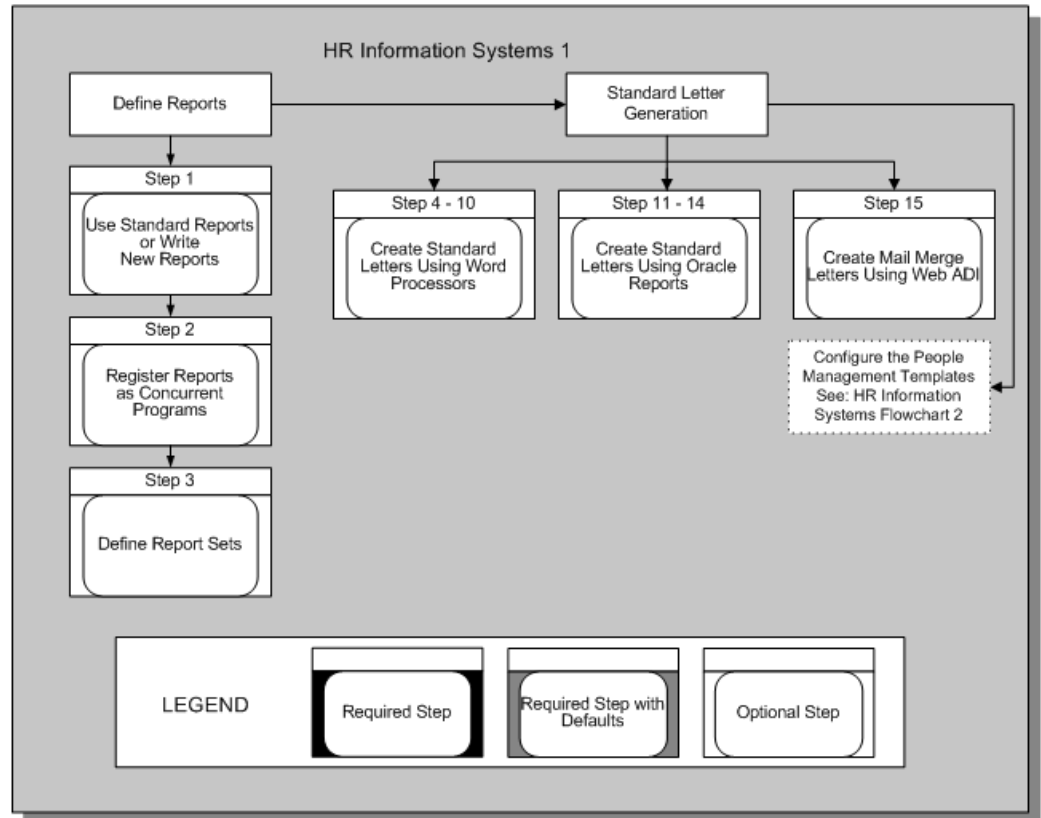 HR Information Systems 1
Define Reports
Standard Letter
Generation
Step 1
Use Standard Reports
or Write
New Reports
Step 2
Register Reports
as Concurrent
Programs
Step 3
Define Report Sets
Step 4 - 10
Create Standard
Letters Using Word
Processors
Step 11 - 14
Create Standard
Letters Using Oracle
Reports
Step 15
Create Mail Merge
Letters Using Web ADI
Configure the People
Management Templates
See: HR Information
Systems Flowchart 2
LEGEND
Required Step
Required Step with
Defaults
Optional Step